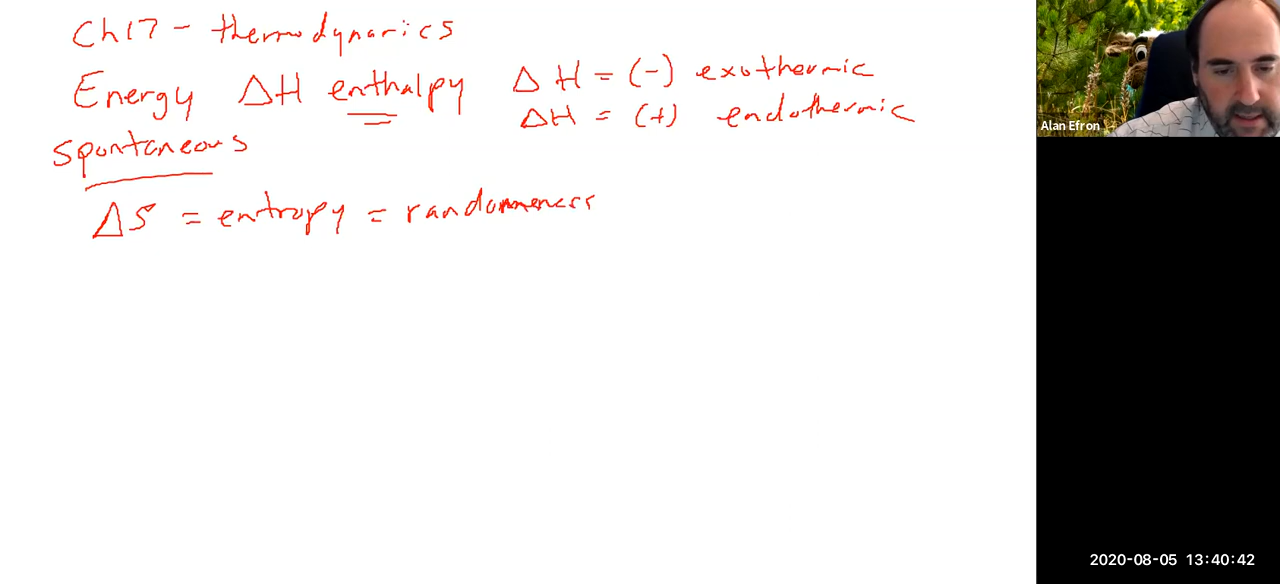 Ch17 - thermodynamics
Energy ΔH enthalpy ΔH = (-) exothermic
ΔH = (+) endothermic
spontaneous
ΔS = entropy = randomness
Alan Efron
2020-08-05 13:40:42